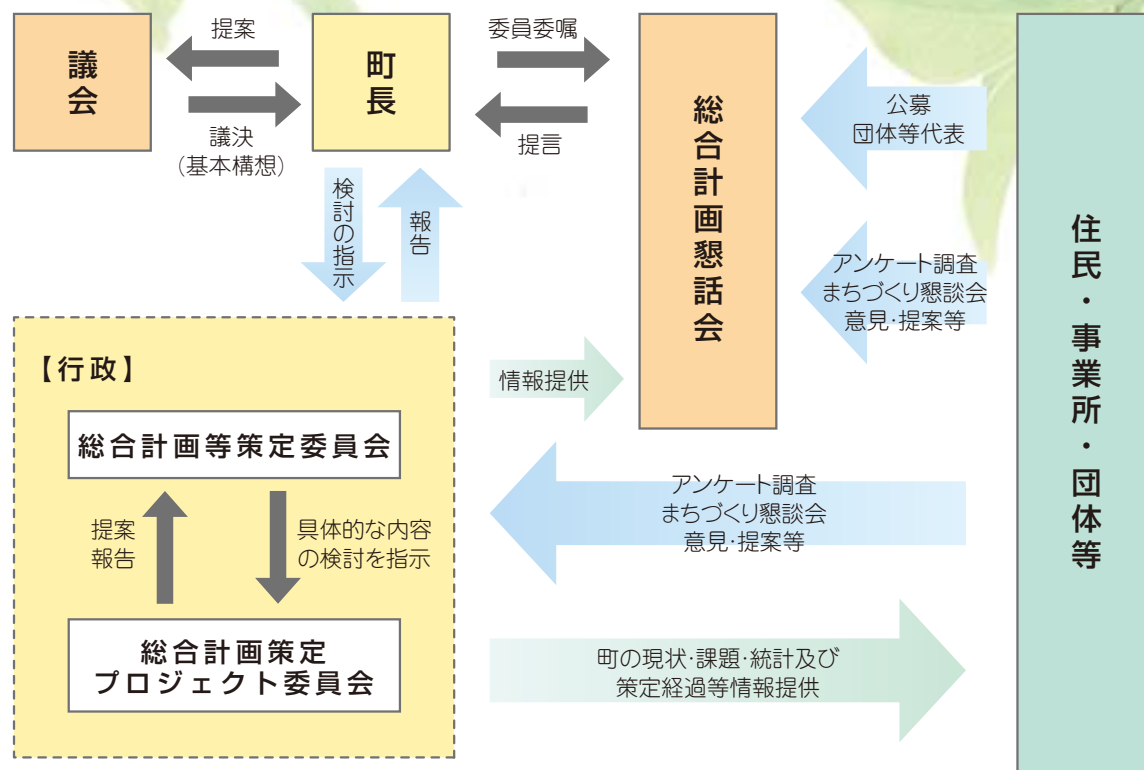 議会
提案
議決
(基本構想)
町長
委員委嘱
提言
総合計画懇話会
公募
団体等代表
アンケート調査
まちづくり懇談会
意見・提案等
住民・事業所・団体等
検討の指示
報告
【行政】
総合計画等策定委員会
提案
報告
具体的な内容
の検討を指示
総合計画策定
プロジェクト委員会
情報提供
アンケート調査
まちづくり懇談会
意見・提案等
町の現状・課題・統計及び
策定経過等情報提供